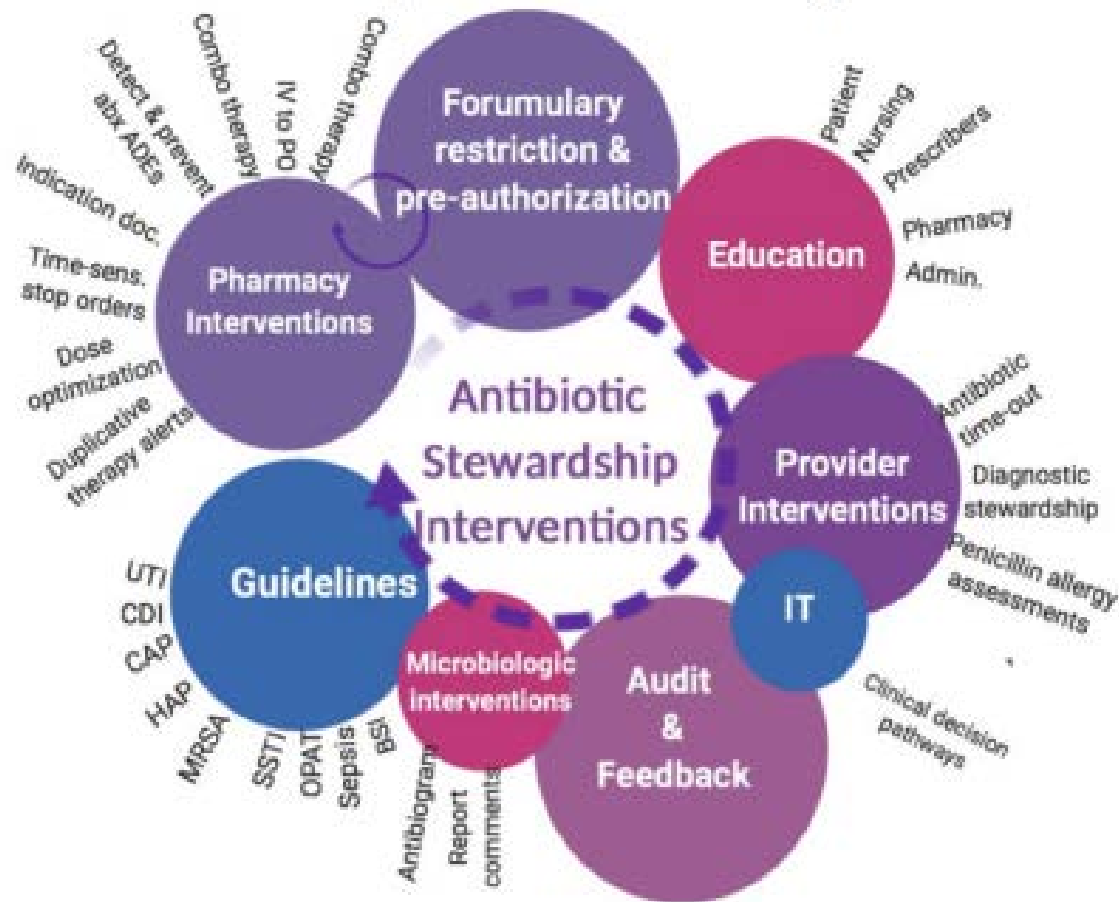 Forumulary
restriction &
pre-authorization
Patient
Nursing
Prescribers
Pharmacy
Admin.
Education
Antibiotic
time-out
Diagnostic
stewardship
Penicillin allergy
assessments
Provider
Interventions
IT
Clinical decision
pathways
Audit
&
Feedback
Microbiologic
interventions
Antibiogram
Report
comments
Guidelines
UTI
CDI
CAP
HAP
MRSA
SSTI
OPAT
Sepsis
BSI
Pharmacy
Interventions
Duplicative
therapy alerts
Dose
optimization
Time-sens.
stop orders
Indication doc.
Detect & prevent
abx ADEs
Combo therapy
IV to PO
Combo therapy
Antibiotic
Stewardship
Interventions